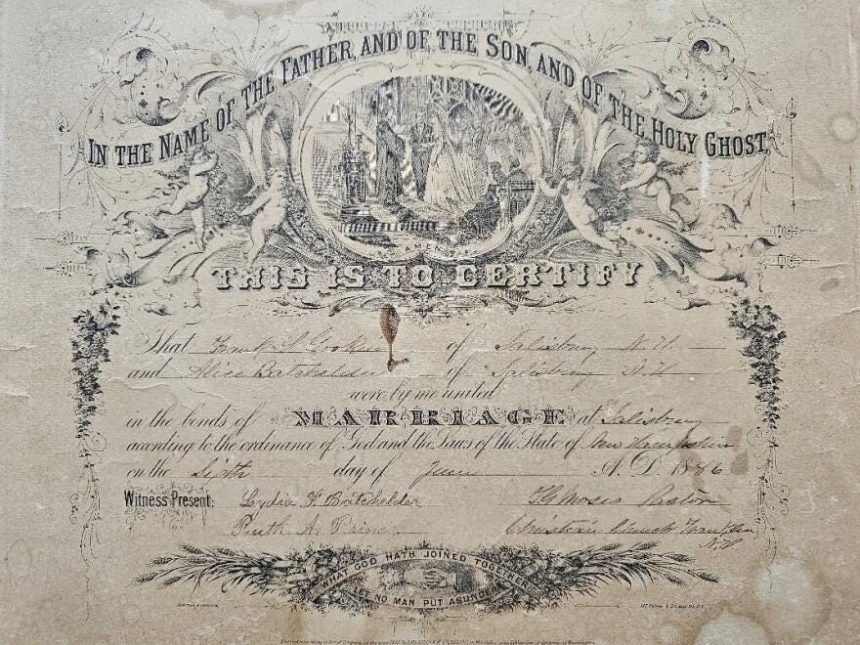 IN THE NAME OF THE FATHER, AND OF THE SON, AND OF THE HOLY GHOST.
THIS IS TO CERTIFY
That Frank S. of Salisbury N.H
and Alice Batchelder of Salisbury N.H
were by me united
in the bonds of MARRIAGE at Salisbury
according to the ordinance of God and the Laws of the State of New Hampshire
on the Sixth day of June A.D. 1886
Witness Present: Lydia F. Batchelder Moses Pastor
Ruth A. Prince Christian Church Franklin
N.H
WHAT GOD HATH JOINED TOGETHER
LET NO MAN PUT ASUNDER